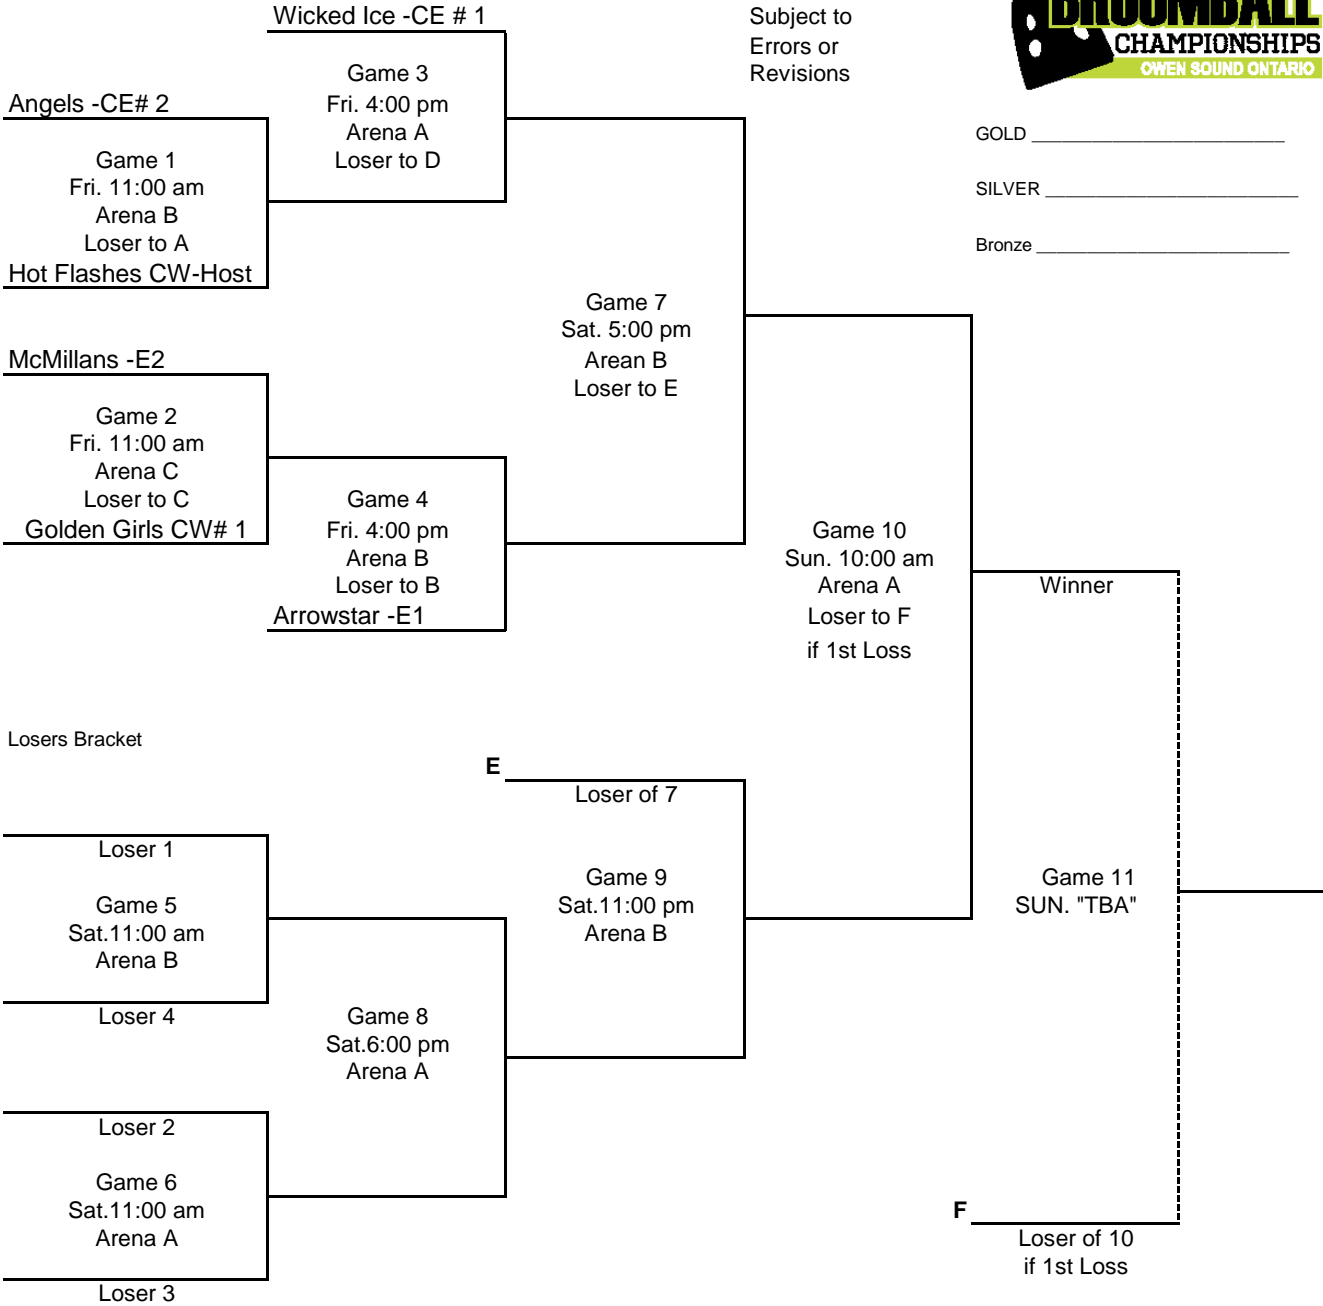 Wicked Ice -CE # 1
Subject to
Errors or
Revisions
BROOMBALL
CHAMPIONSHIPS
OWEN SOUND ONTARIO
Game 3
Fri. 4:00 pm
Arena A
Loser to D
Angels -CE# 2
Game 1
Fri. 11:00 am
Arena B
Loser to A
Hot Flashes CW-Host
GOLD ____________________________
SILVER ____________________________
Bronze ____________________________
Game 7
Sat. 5:00 pm
Arean B
Loser to E
McMillans -E2
Game 2
Fri. 11:00 am
Arena C
Loser to C
Golden Girls CW# 1
Game 4
Fri. 4:00 pm
Arena B
Loser to B
Arrowstar -E1
Game 10
Sun. 10:00 am
Arena A
Loser to F
if 1st Loss
Winner
Losers Bracket
E
Loser of 7
Loser 1
Game 5
Sat.11:00 am
Arena B
Loser 4
Game 9
Sat.11:00 pm
Arena B
Game 11
SUN. "TBA"
Game 8
Sat.6:00 pm
Arena A
Loser 2
Game 6
Sat.11:00 am
Arena A
Loser 3
F
Loser of 10
if 1st Loss